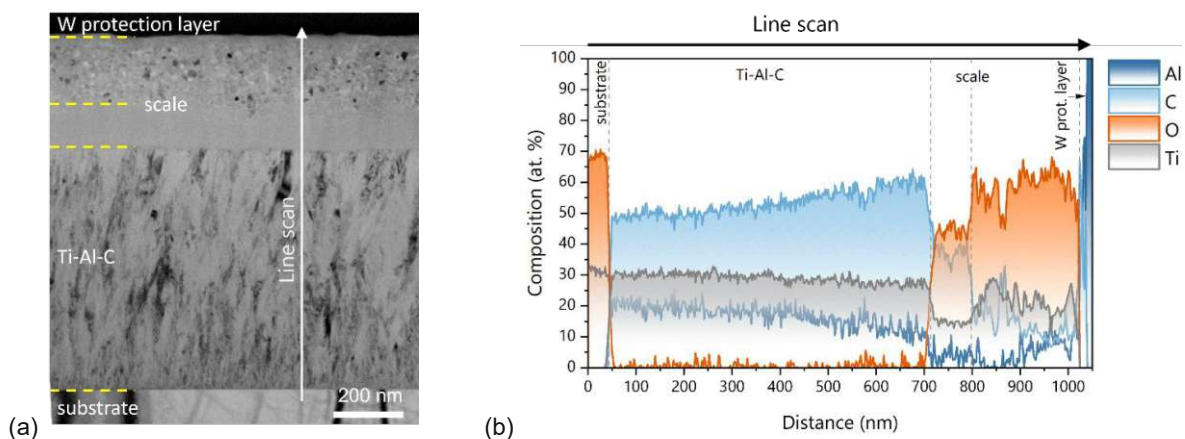 W protection layer
scale
Line scan
Ti-Al-C
200 nm
substrate
(a)
Line scan
100
90
80
70
60
50
40
30
20
10
0
Composition (at. %)
substrate
Ti-Al-C
scale
W prot. layer
Al
C
O
Ti
0 100 200 300 400 500 600 700 800 900 1000
Distance (nm)
(b)